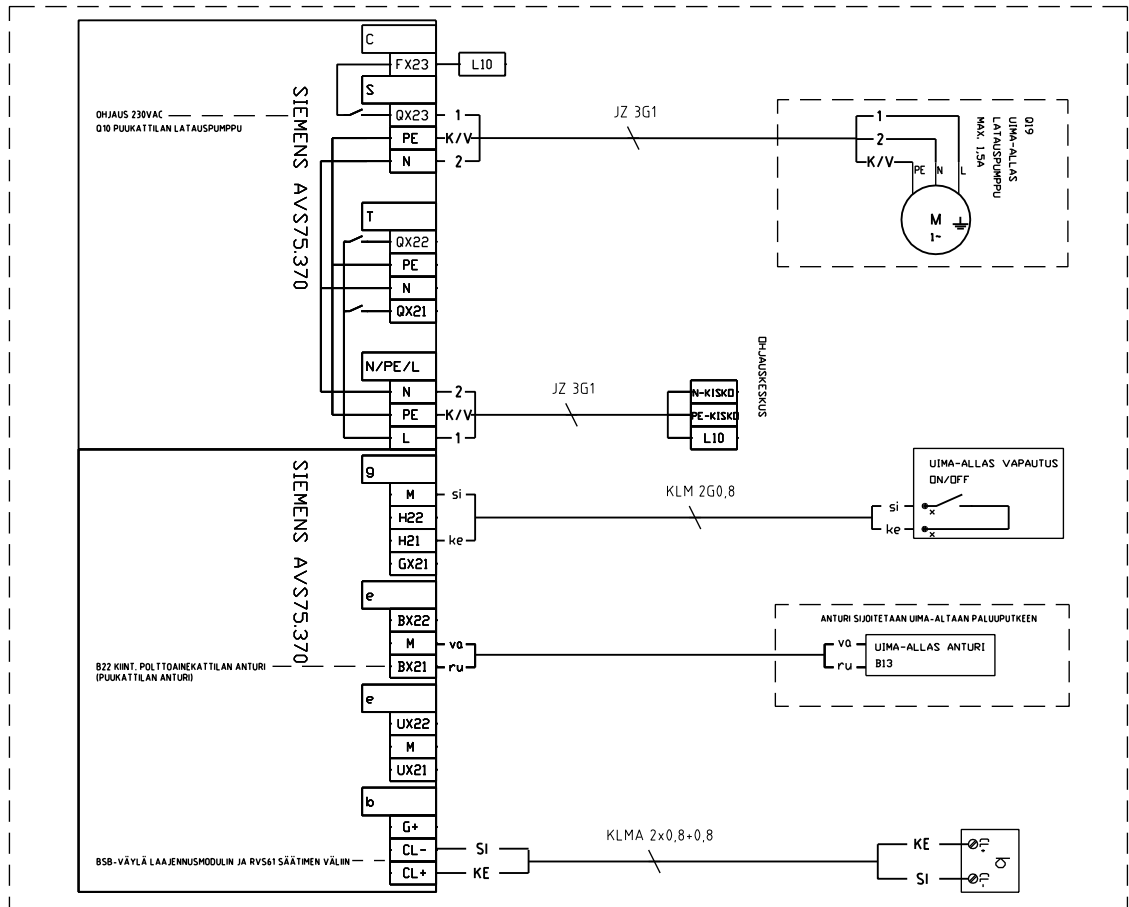 C
FX23
L10
S
OHJAUS 230VAC
Q10 PUUKATTILAN LATAUSPUMPPU
SIEMENS AVS75.370
QX23
1
PE
K/V
N
2
JZ 3G1
1
2
K/V
PE
N
L
M
1~
Q19
UIMA-ALLAS
LATAUSPUMPPU
MAX. 1,5A
T
QX22
PE
N
QX21
N/PE/L
N
2
PE
K/V
L
1
JZ 3G1
OHJAUSKESKUS
N-KISKO
PE-KISKO
L10
SIEMENS AVS75.370
g
M
si
H22
H21
ke
GX21
KLM 2G0,8
si
ke
UIMA-ALLAS VAPAUTUS
ON/OFF
x
x
e
BX22
M
va
BX21
ru
B22 KIINT. POLTTOAINEKATTILAN ANTURI
(PUUKATTILAN ANTURI)
ANTURI SIJOITETAAN UIMA-ALTAAN PALUUPUTKEEN
va
ru
UIMA-ALLAS ANTURI
B13
e
UX22
M
UX21
b
G+
CL-
SI
CL+
KE
BSB-VÄYLÄ LAAJENNUSMODULIN JA RVS61 SÄÄTIMEN VÄLIIN
KLMA 2x0,8+0,8
KE
SI
CL+
CL-
b